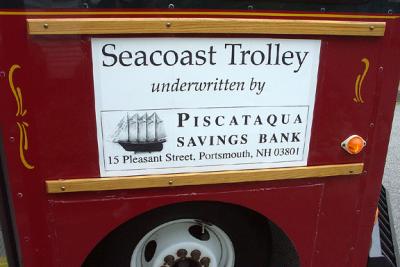 Seacoast Trolley
underwritten by
PISCATAQUA
SAVINGS BANK
15 Pleasant Street, Portsmouth, NH 03801